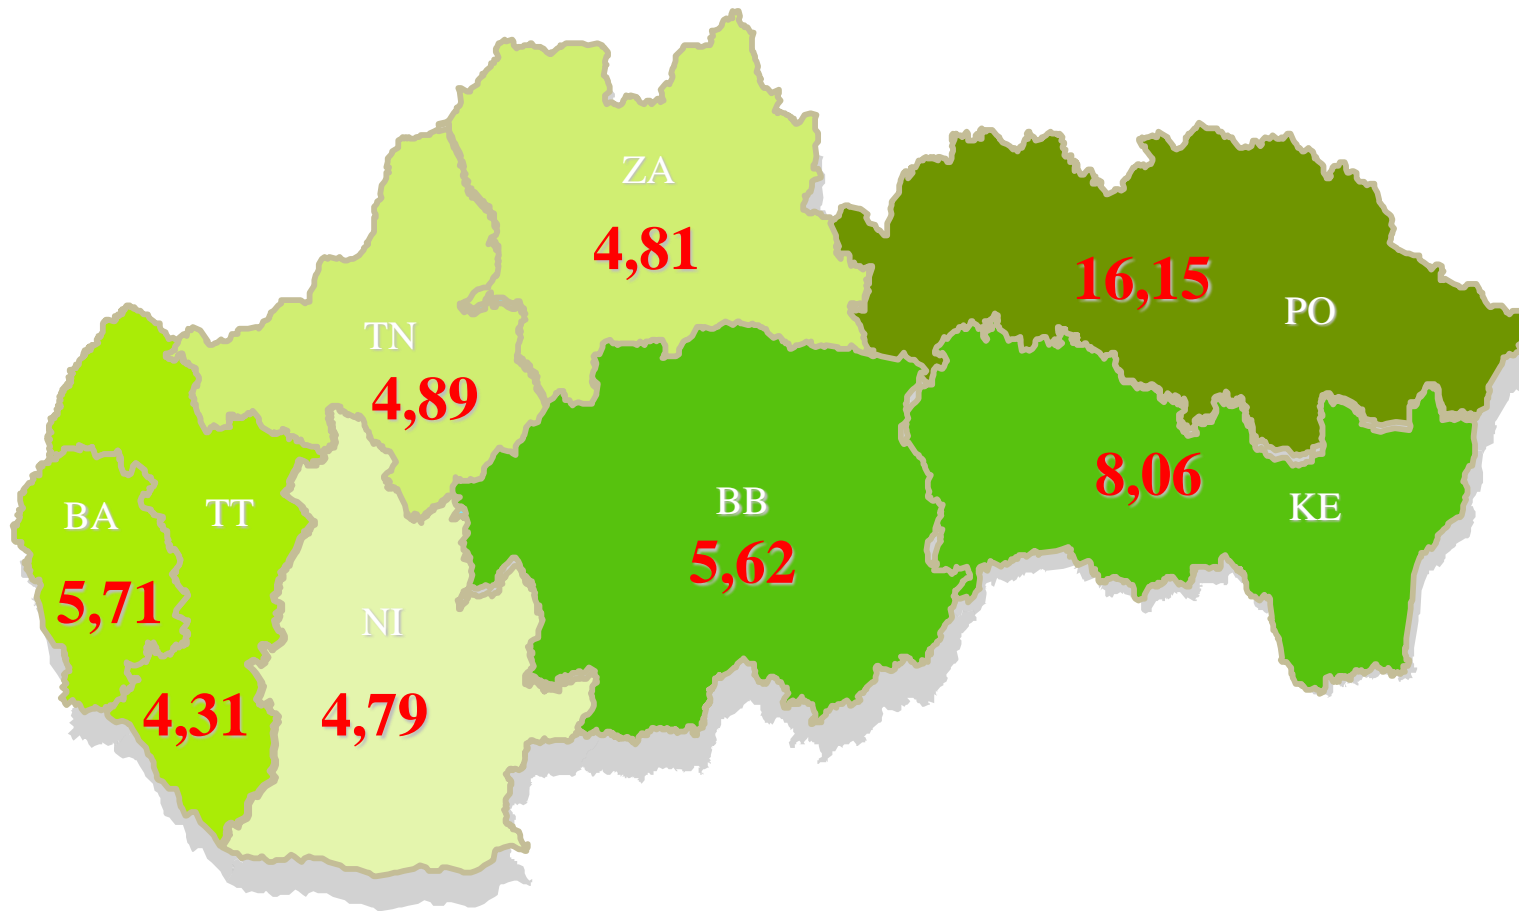 ZA
4,81
16,15
PO
TN
4,89
8,06
KE
BB
5,62
BA
TT
5,71
NI
4,31
4,79